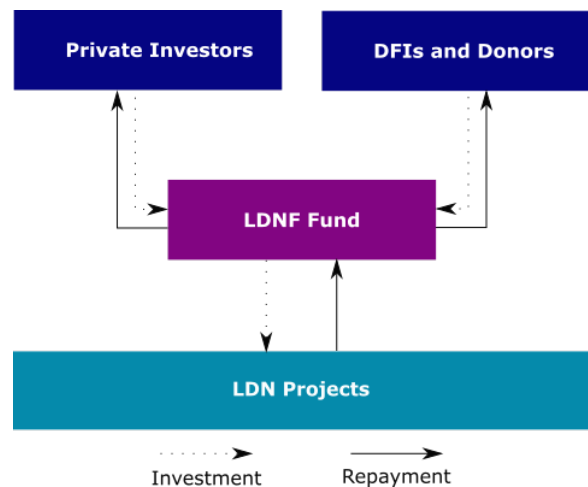 Private Investors
DFIs and Donors
LDNF Fund
LDN Projects
Investment
Repayment